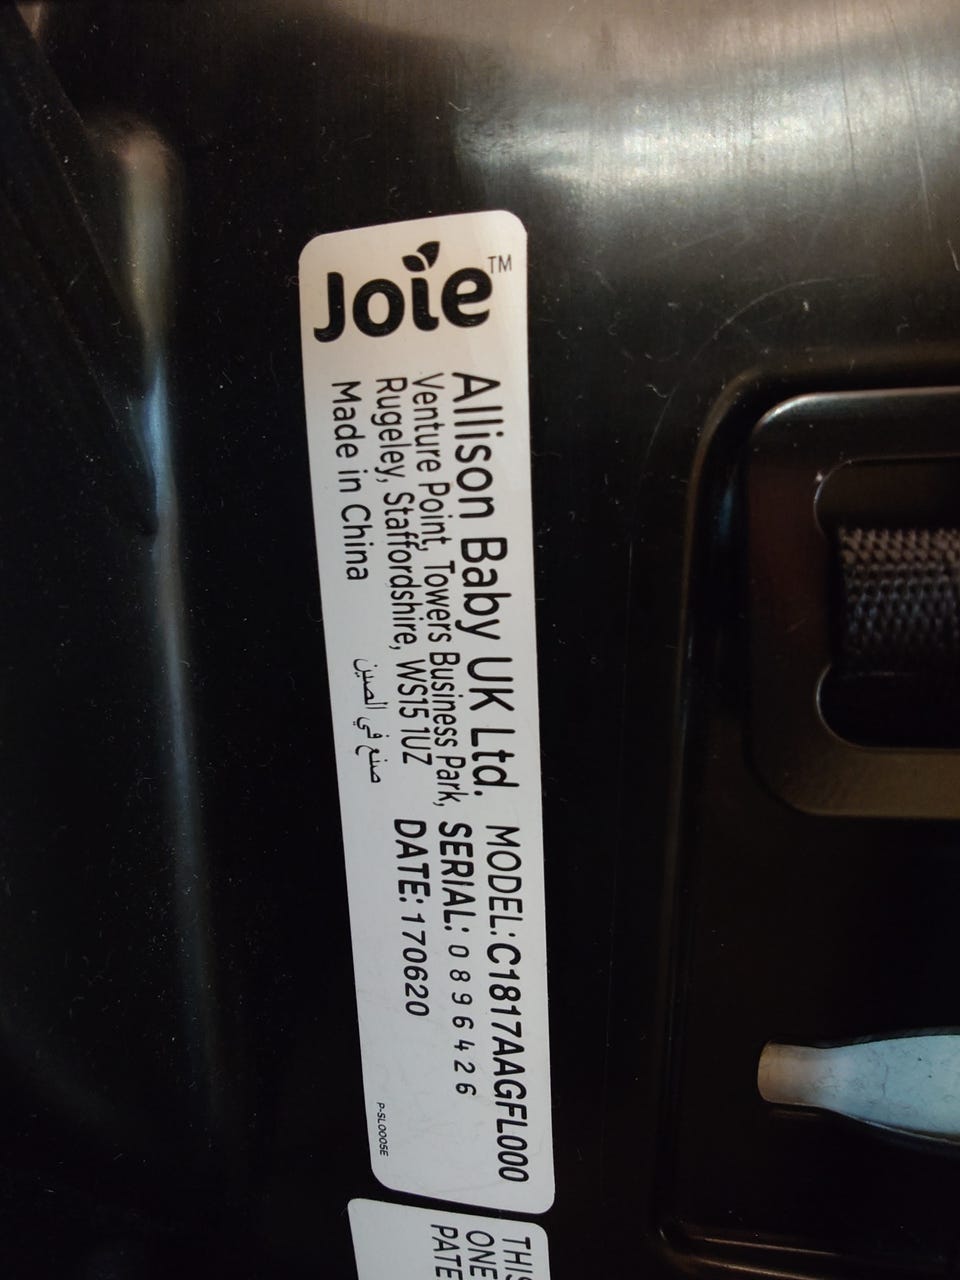 Joie™
Allison Baby UK Ltd.
Venture Point, Towers Business Park,
Rugeley, Staffordshire, WS15 1UZ
Made in China صنع في الصين
MODEL:C1817AAGFL000
SERIAL: 0896426
DATE: 170620
P-SL0005E
THIS
ONE
PATE